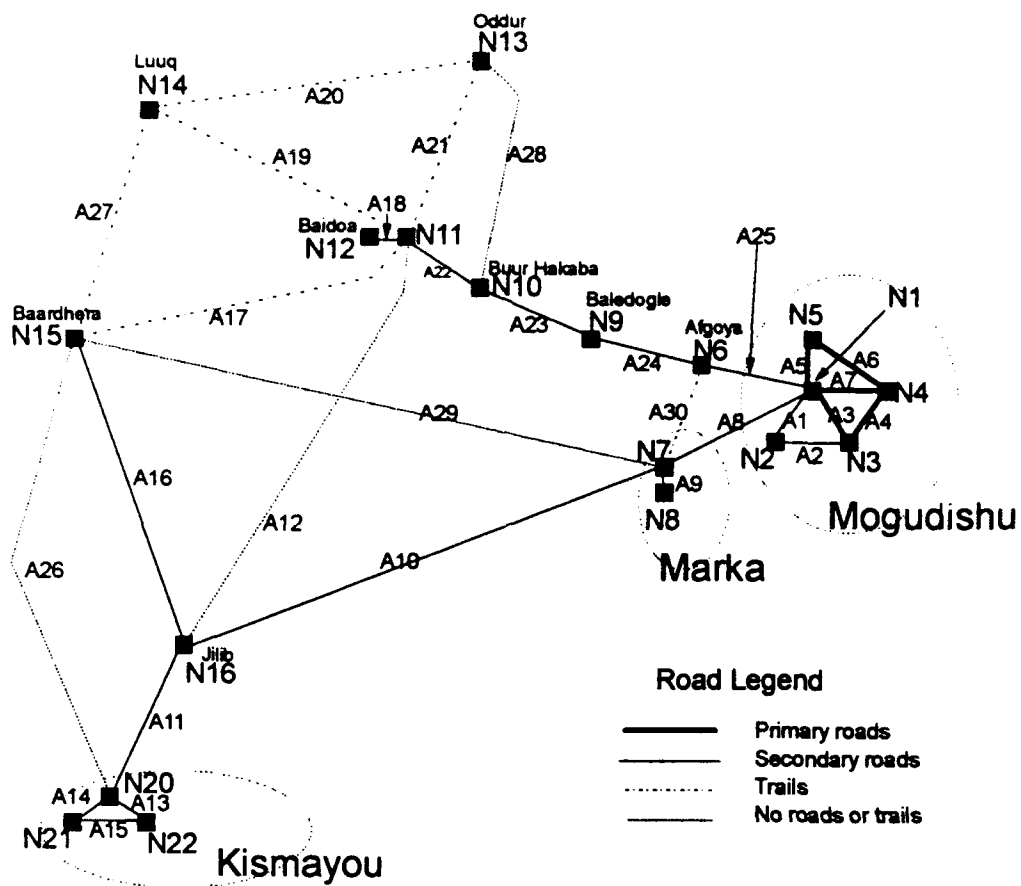 Oddur
N13
Luuq
N14
A20
A21
A28
A19
A18
A27
Baidoa
N12
N11
A25
A22
Buur Hakaba
N10
Baledogle
N9
N1
Baardhera
N15
A17
A23
Afgoya
N6
N5
A24
A5
A6
A7
N4
A29
A30
A8
A1
A3
A4
N7
N2
A2
N3
A16
A9
N8
Mogudishu
A12
Marka
A10
A26
Jilib
N16
Road Legend
A11
Primary roads
Secondary roads
N20
Trails
A14
A13
No roads or trails
A15
N21
N22
Kismayou